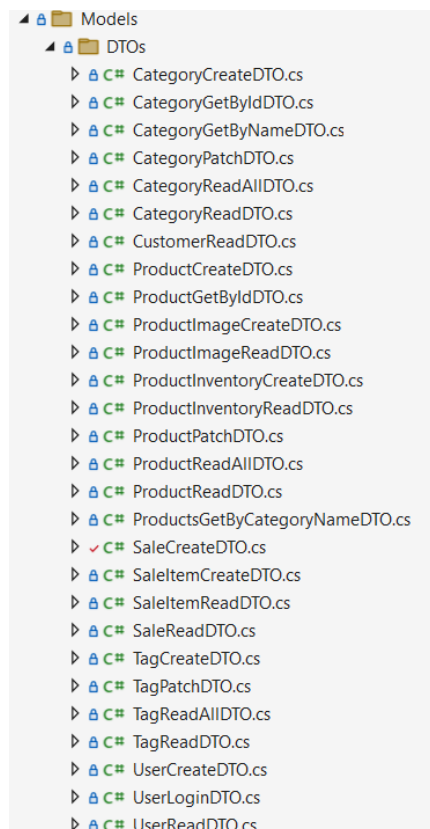 Models
DTOs
C# CategoryCreateDTO.cs
C# CategoryGetByIdDTO.cs
C# CategoryGetByNameDTO.cs
C# CategoryPatchDTO.cs
C# CategoryReadAllDTO.cs
C# CategoryReadDTO.cs
C# CustomerReadDTO.cs
C# ProductCreateDTO.cs
C# ProductGetByIdDTO.cs
C# ProductImageCreateDTO.cs
C# ProductImageReadDTO.cs
C# ProductInventoryCreateDTO.cs
C# ProductInventoryReadDTO.cs
C# ProductPatchDTO.cs
C# ProductReadAllDTO.cs
C# ProductReadDTO.cs
C# ProductsGetByCategoryNameDTO.cs
C# SaleCreateDTO.cs
C# SaleItemCreateDTO.cs
C# SaleItemReadDTO.cs
C# SaleReadDTO.cs
C# TagCreateDTO.cs
C# TagPatchDTO.cs
C# TagReadAllDTO.cs
C# TagReadDTO.cs
C# UserCreateDTO.cs
C# UserLoginDTO.cs
C# UserReadDTO.cs